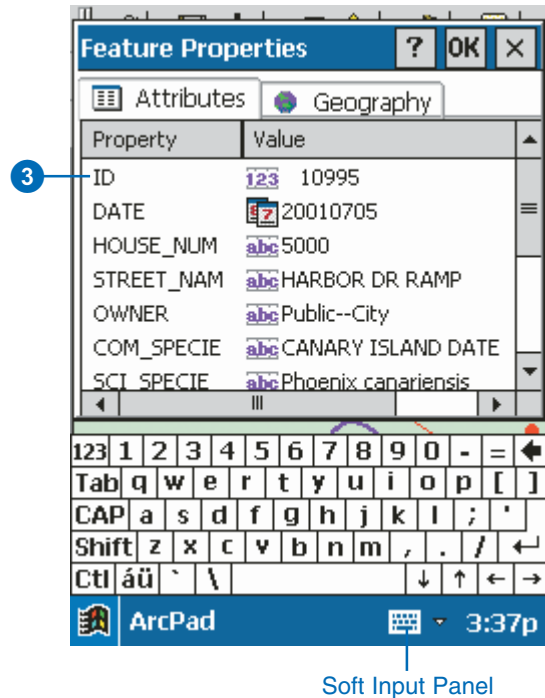 Feature Properties ? OK ×
Attributes Geography
Property Value
3 ID 123 10995
DATE 20010705
HOUSE_NUM abc 5000
STREET_NAM abc HARBOR DR RAMP
OWNER abc Public--City
COM_SPECIE abc CANARY ISLAND DATE
SCI_SPECIE abc Phoenix canariensis
123 1 2 3 4 5 6 7 8 9 0 - = 🡄
Tab q w e r t y u i o p [ ]
CAP a s d f g h j k l ; '
Shift z x c v b n m , . / ↵
Ctl áü ` \ ↓ ↑ ← →
ArcPad 3:37p
Soft Input Panel